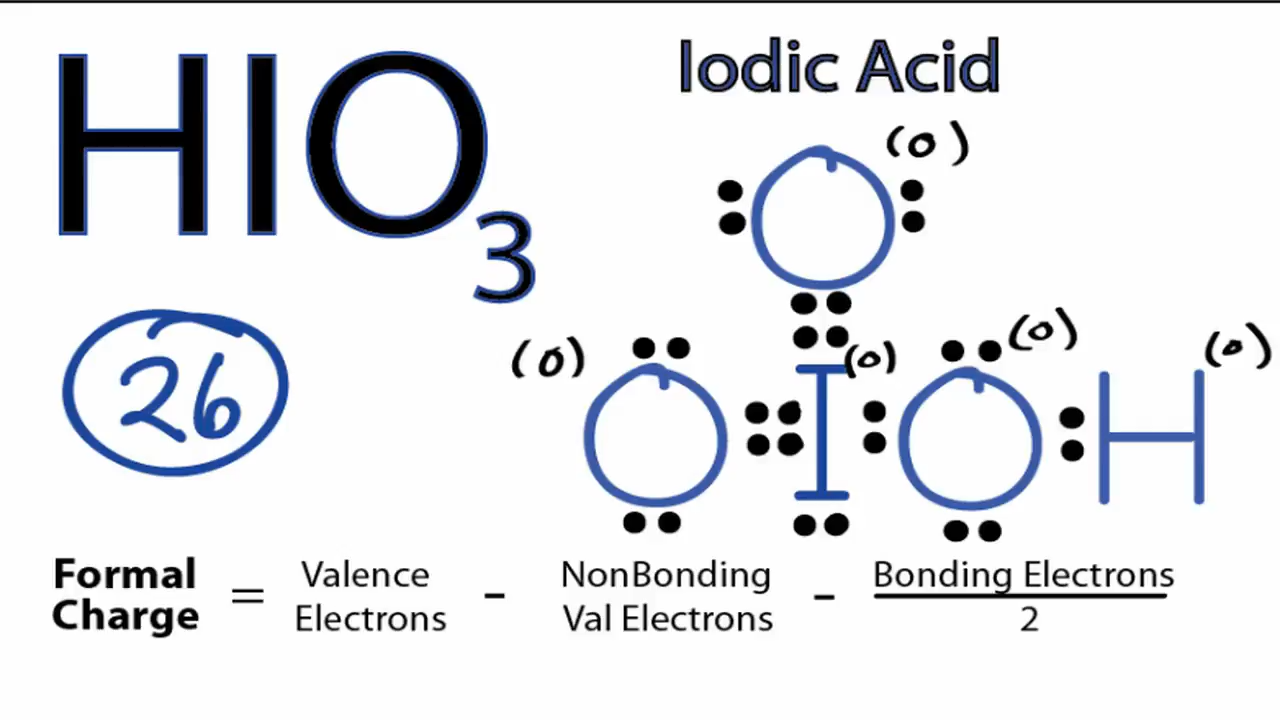 HIO3
Iodic Acid
26
(0)
(0)
(0)
(0)
(0)
O
O I O H
Formal Charge = Valence Electrons - NonBonding Val Electrons - Bonding Electrons
2